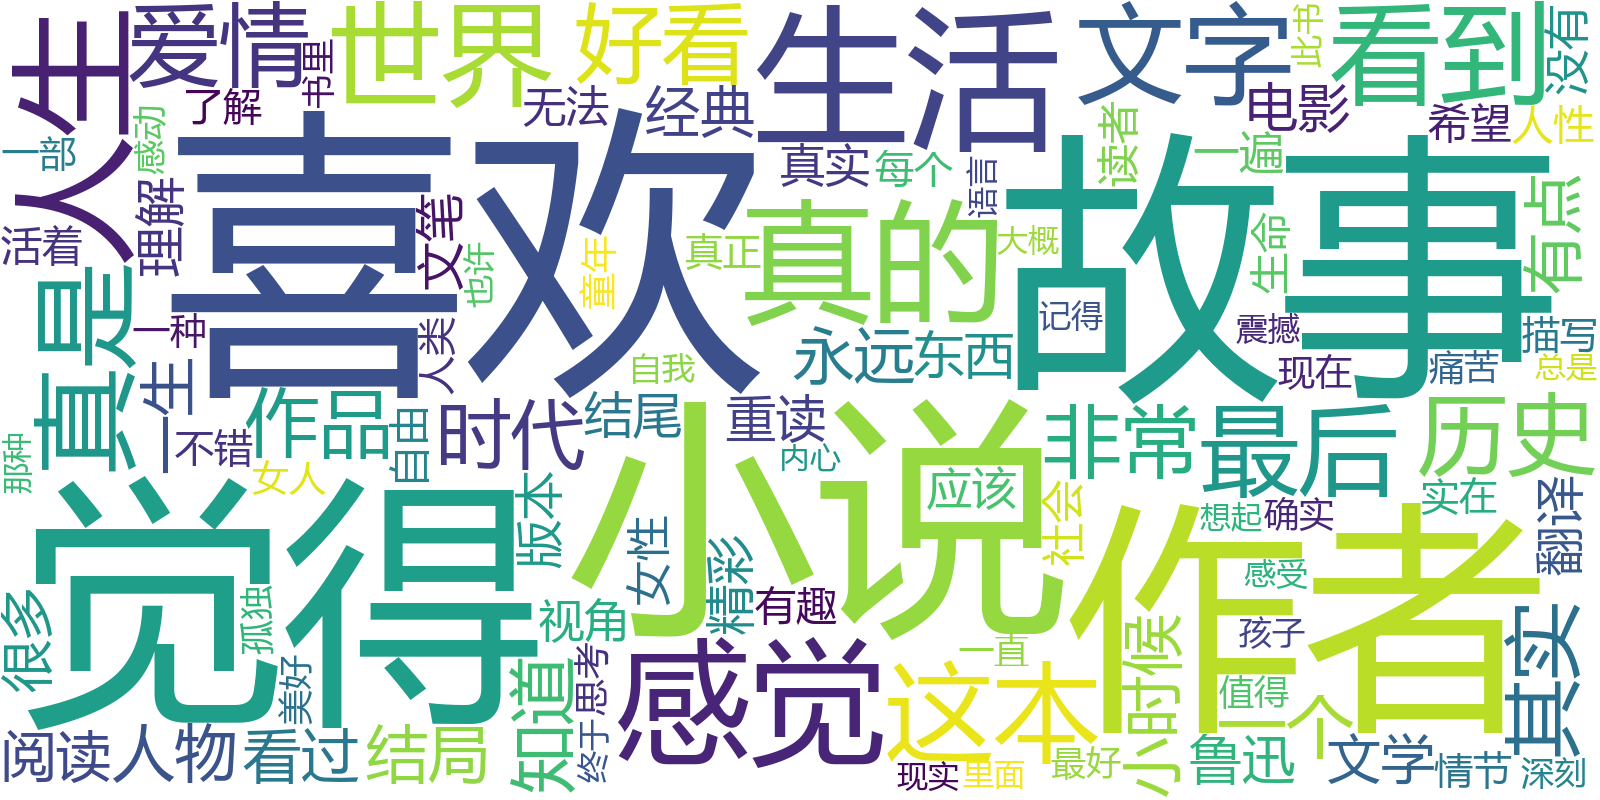 人生
爱情
书里
世界
好看
生活
文字
此书
看到
没有
了解
无法
经典
电影
希望
人性
一部
感动
喜欢
真实
每个
语言
故事
读者
一遍
活着
理解
文笔
也许
童年
真正
真的
大概
生命
有点
真是
一种
人类
记得
震撼
描写
一生
自我
永远
东西
现在
痛苦
总是
不错
作品
自由
时代
结尾
重读
内心
小说
应该
非常
最后
历史
那种
女人
觉得
版本
社会
想起
确实
实在
翻译
作者
很多
孤独
女性
精彩
有趣
视角
感受
孩子
真实
美好
知道
思考
感觉
一直
这本
小时候
值得
一个
阅读
人物
看过
结局
终于
现实
里面
最好
鲁迅
文学
情节
深刻